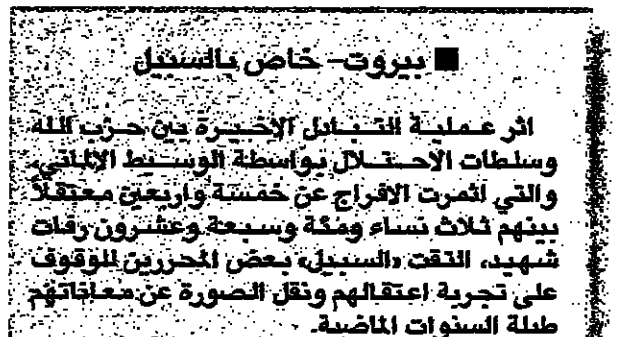 ■ بيروت- خاص بالسبيل
اثر عملية التبادل الاخيرة بين حزب الله
وسلطات الاحتلال بواسطة الوسيط الالماني،
والتي اثمرت الافراج عن خمسة واربعين معتقلاً
بينهم ثلاث نساء ومئة وسبعة وعشرون رفات
شهيد، التقت «السبيل» بعض المحررين للوقوف
على تجربة اعتقالهم ونقل الصورة عن معاناتهم
طيلة السنوات الماضية.